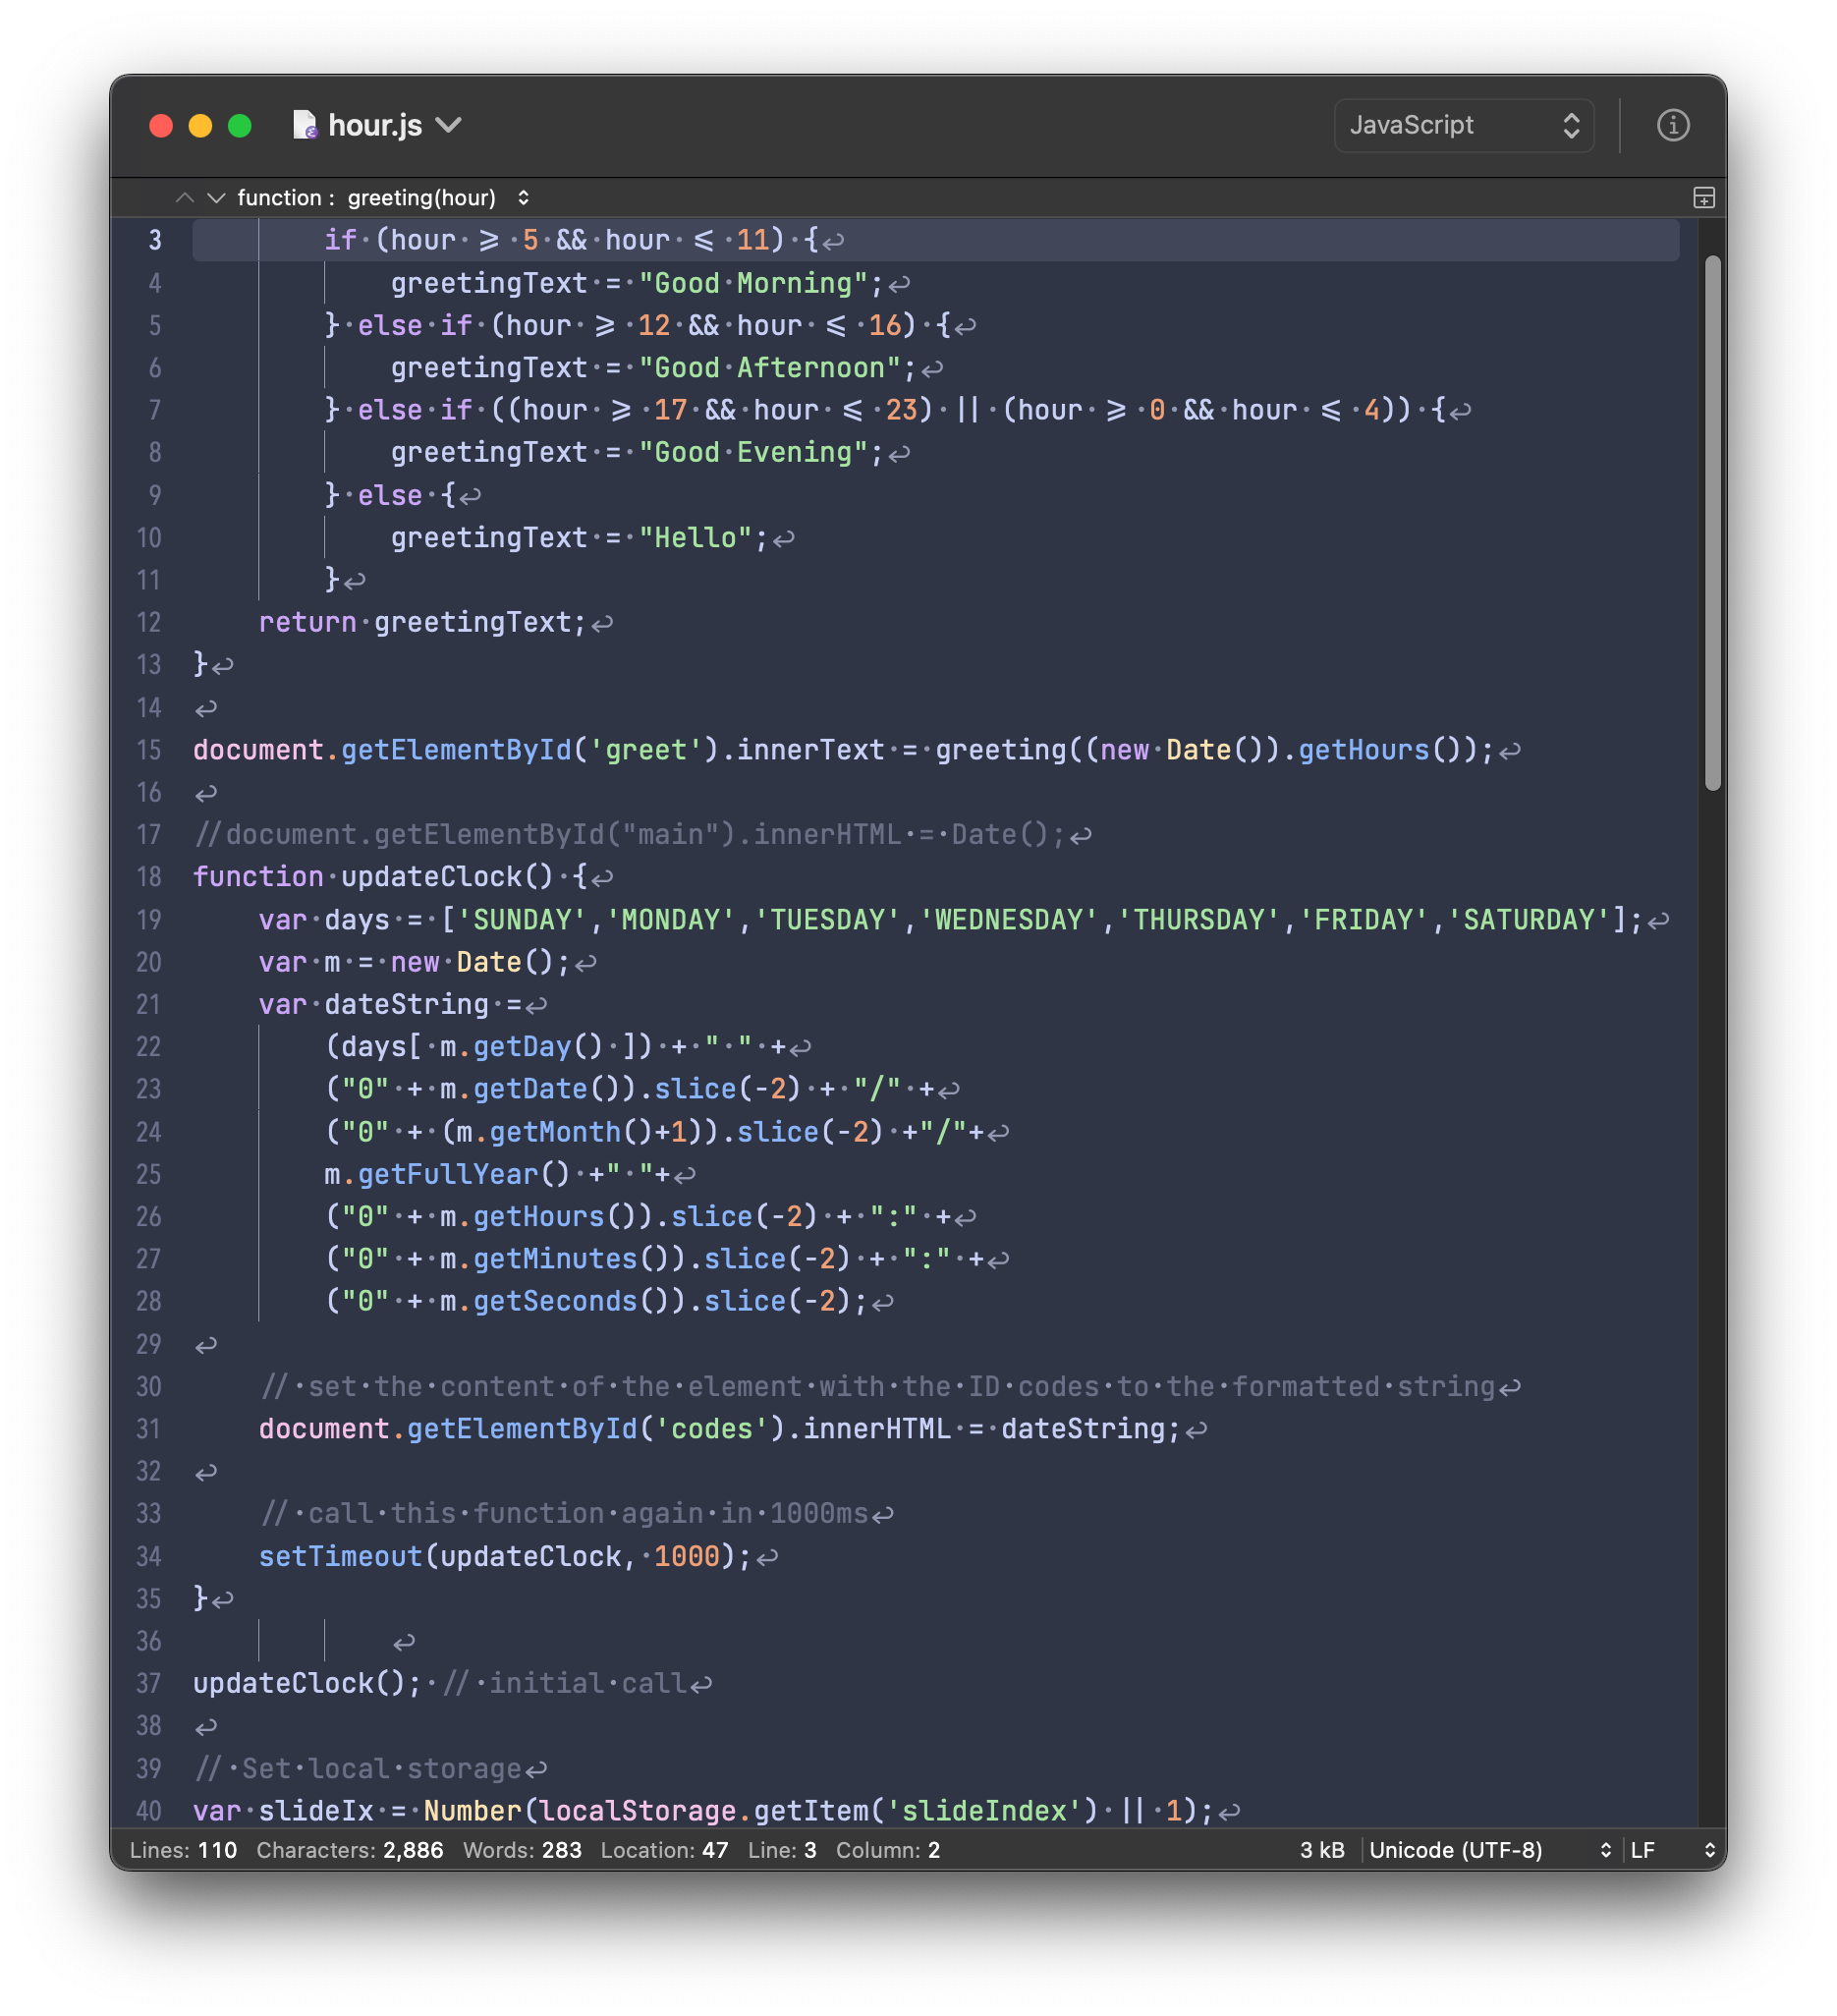 hour.js
JavaScript
function : greeting(hour)
3 if (hour >= 5 && hour <= 11) {
4 greetingText = "Good Morning";
5 } else if (hour >= 12 && hour <= 16) {
6 greetingText = "Good Afternoon";
7 } else if ((hour >= 17 && hour <= 23) || (hour >= 0 && hour <= 4)) {
8 greetingText = "Good Evening";
9 } else {
10 greetingText = "Hello";
11 }
12 return greetingText;
13 }
14
15 document.getElementById('greet').innerText = greeting((new Date()).getHours());
16
17 //document.getElementById("main").innerHTML = Date();
18 function updateClock() {
19 var days = ['SUNDAY','MONDAY','TUESDAY','WEDNESDAY','THURSDAY','FRIDAY','SATURDAY'];
20 var m = new Date();
21 var dateString =
22 (days[ m.getDay() ]) + " " +
23 ("0" + m.getDate()).slice(-2) + "/" +
24 ("0" + (m.getMonth()+1)).slice(-2) +"/"+
25 m.getFullYear() +" "+
26 ("0" + m.getHours()).slice(-2) + ":" +
27 ("0" + m.getMinutes()).slice(-2) + ":" +
28 ("0" + m.getSeconds()).slice(-2);
29
30 // set the content of the element with the ID codes to the formatted string
31 document.getElementById('codes').innerHTML = dateString;
32
33 // call this function again in 1000ms
34 setTimeout(updateClock, 1000);
35 }
36
37 updateClock(); // initial call
38
39 // Set local storage
40 var slideIx = Number(localStorage.getItem('slideIndex') || 1);
Lines: 110 Characters: 2,886 Words: 283 Location: 47 Line: 3 Column: 2 3 kB Unicode (UTF-8) LF